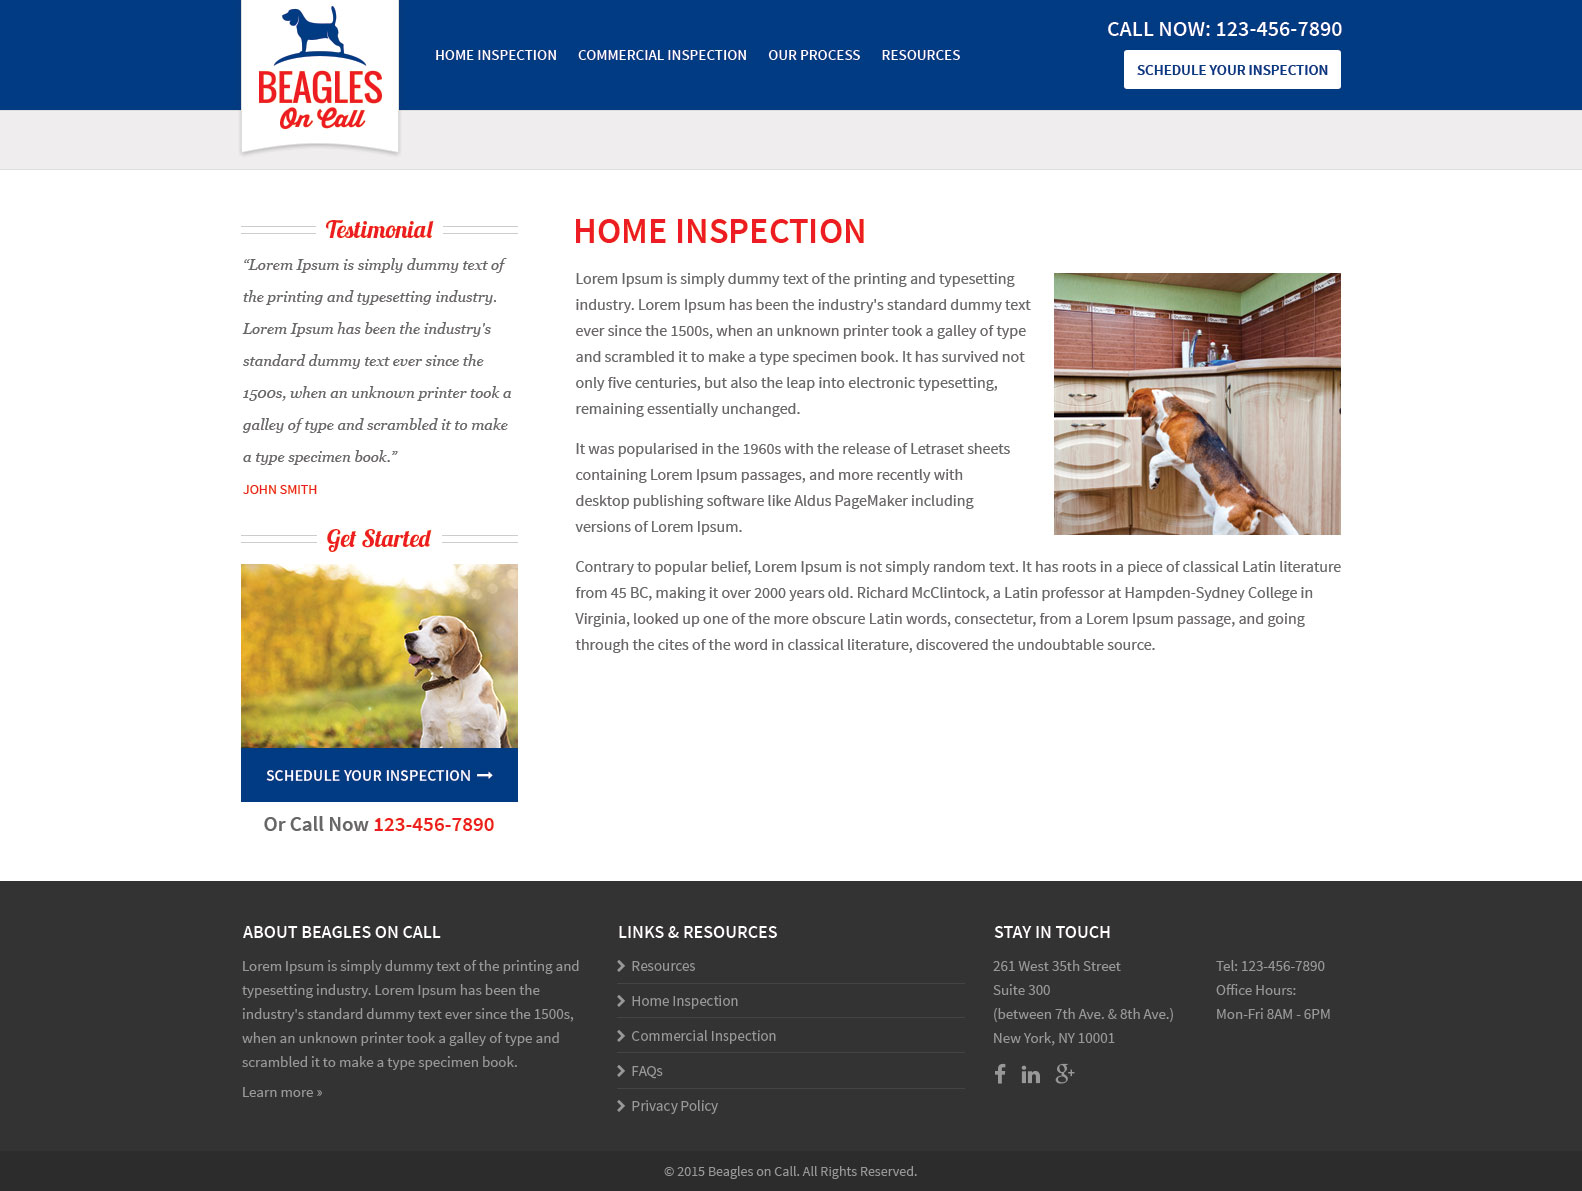 BEAGLES
On Call
HOME INSPECTION COMMERCIAL INSPECTION OUR PROCESS RESOURCES
CALL NOW: 123-456-7890
SCHEDULE YOUR INSPECTION
Testimonial
“Lorem Ipsum is simply dummy text of
the printing and typesetting industry.
Lorem Ipsum has been the industry's
standard dummy text ever since the
1500s, when an unknown printer took a
galley of type and scrambled it to make
a type specimen book.”
JOHN SMITH
Get Started
SCHEDULE YOUR INSPECTION
Or Call Now 123-456-7890
HOME INSPECTION
Lorem Ipsum is simply dummy text of the printing and typesetting
industry. Lorem Ipsum has been the industry's standard dummy text
ever since the 1500s, when an unknown printer took a galley of type
and scrambled it to make a type specimen book. It has survived not
only five centuries, but also the leap into electronic typesetting,
remaining essentially unchanged.
It was popularised in the 1960s with the release of Letraset sheets
containing Lorem Ipsum passages, and more recently with
desktop publishing software like Aldus PageMaker including
versions of Lorem Ipsum.
Contrary to popular belief, Lorem Ipsum is not simply random text. It has roots in a piece of classical Latin literature
from 45 BC, making it over 2000 years old. Richard McClintock, a Latin professor at Hampden-Sydney College in
Virginia, looked up one of the more obscure Latin words, consectetur, from a Lorem Ipsum passage, and going
through the cites of the word in classical literature, discovered the undoubtable source.
ABOUT BEAGLES ON CALL
Lorem Ipsum is simply dummy text of the printing and
typesetting industry. Lorem Ipsum has been the
industry's standard dummy text ever since the 1500s,
when an unknown printer took a galley of type and
scrambled it to make a type specimen book.
Learn more »
LINKS & RESOURCES
Resources
Home Inspection
Commercial Inspection
FAQs
Privacy Policy
STAY IN TOUCH
261 West 35th Street
Suite 300
(between 7th Ave. & 8th Ave.)
New York, NY 10001
Tel: 123-456-7890
Office Hours:
Mon-Fri 8AM - 6PM
© 2015 Beagles on Call. All Rights Reserved.